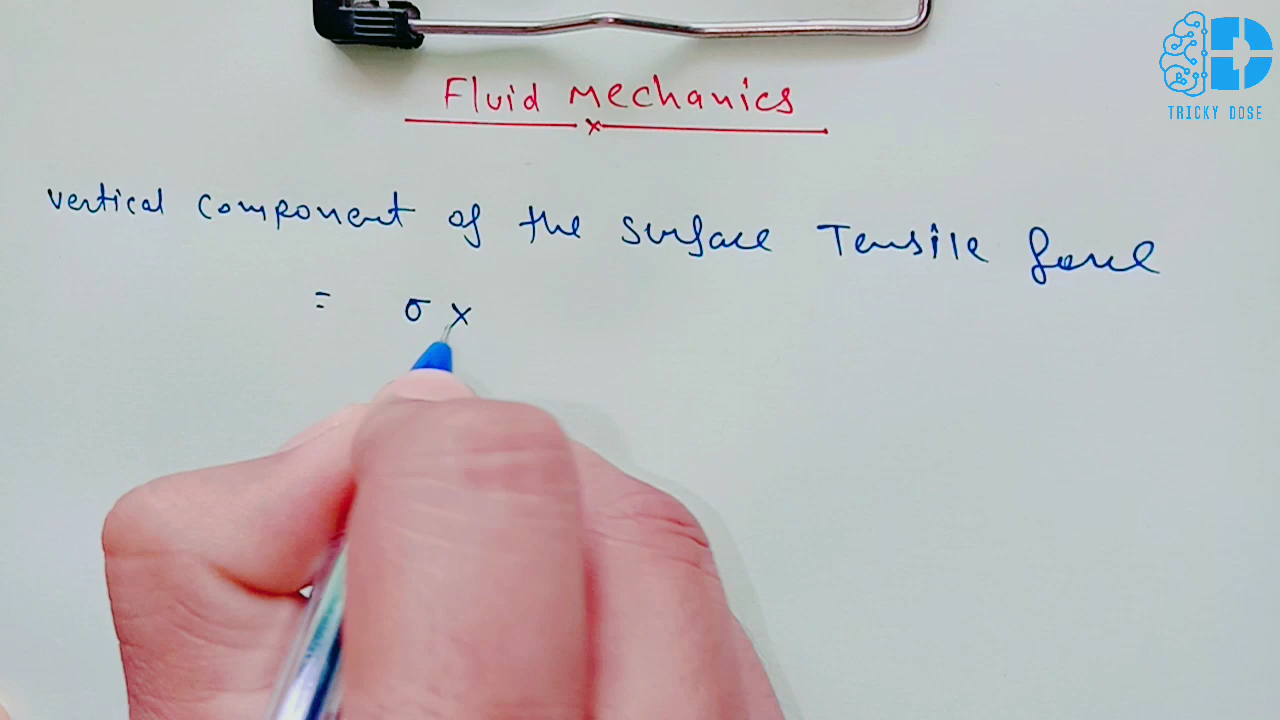 Fluid Mechanics
vertical component of the surface Tensile force
= σ ×
TRICKY DOSE